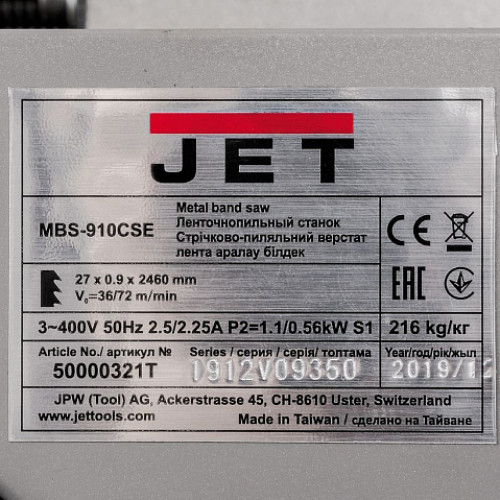 JET
Metal band saw
MBS-910CSE
Ленточнопильный станок
Стрічково-пиляльний верстат
лента аралау білдек
CE
EAC
27 x 0.9 x 2460 mm
V₀=36/72 m/min
3~400V 50Hz 2.5/2.25A P2=1.1/0.56kW S1
216 kg/кг
Article No./ артикул №
Series / серия / серія/ толтама
Year/год/рік/жыл
50000321T
1912V09350
2019/12
JPW (Tool) AG, Ackerstrasse 45, CH-8610 Uster, Switzerland
www.jettools.com
Made in Taiwan / сделано на Тайване